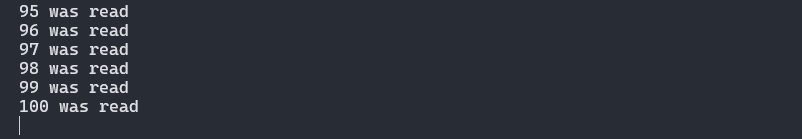 95 was read
96 was read
97 was read
98 was read
99 was read
100 was read